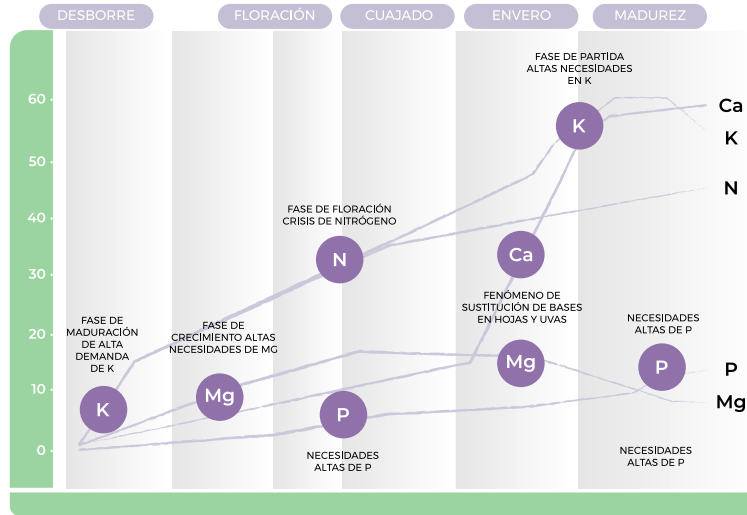 DESBORRE
FLORACIÓN
CUAJADO
ENVERO
MADUREZ
FASE DE PARTIDA
ALTAS NECESIDADES
EN K
60
50
40
30
20
10
0
K
Ca
K
N
P
Mg
FASE DE FLORACIÓN
CRISIS DE NITRÓGENO
N
Ca
FENÓMENO DE
SUSTITUCIÓN DE BASES
EN HOJAS Y UVAS
Mg
FASE DE
MADURACIÓN
DE ALTA
DEMANDA
DE K
K
FASE DE
CRECIMIENTO ALTAS
NECESIDADES DE MG
Mg
P
NECESIDADES
ALTAS DE P
NECESIDADES
ALTAS DE P
P
NECESIDADES
ALTAS DE P